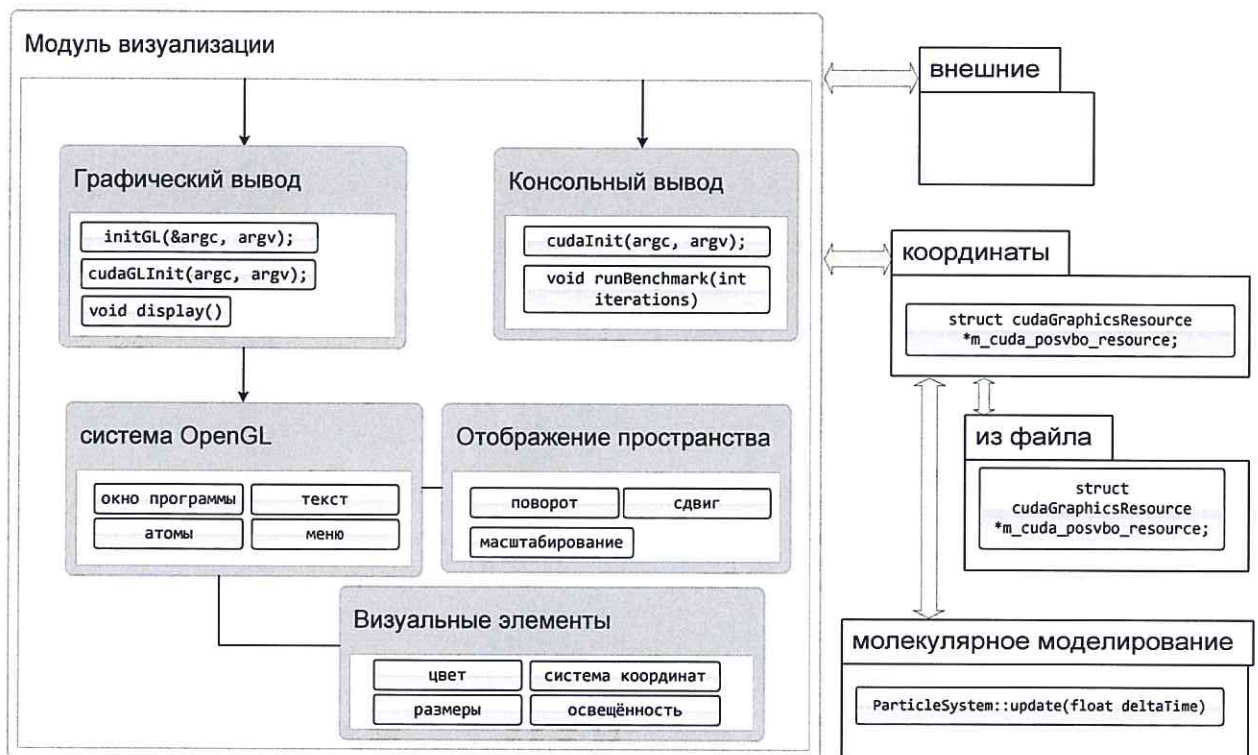 Модуль визуализации
Графический вывод
initGL(&argc, argv);
cudaGLInit(argc, argv);
void display()
Консольный вывод
cudaInit(argc, argv);
void runBenchmark(int
iterations)
система OpenGL
окно программы
текст
атомы
меню
Отображение пространства
поворот
сдвиг
масштабирование
Визуальные элементы
цвет
система координат
размеры
освещённость
внешние
координаты
struct cudaGraphicsResource
*m_cuda_posvbo_resource;
из файла
struct
cudaGraphicsResource
*m_cuda_posvbo_resource;
молекулярное моделирование
ParticleSystem::update(float deltaTime)